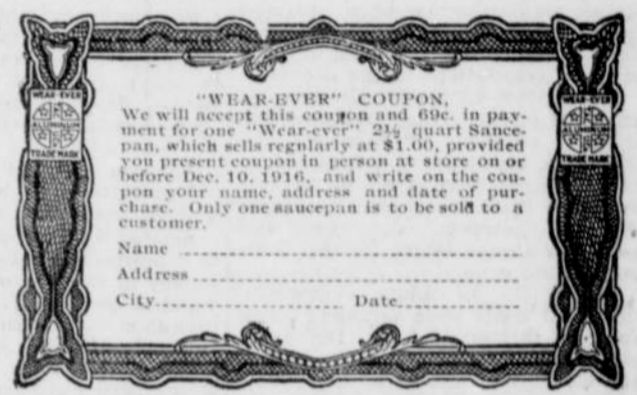 "WEAR-EVER" COUPON,
We will accept this coupon and 69c. in pay-
ment for one "Wear-ever" 2½ quart Sauce-
pan, which sells regularly at $1.00, provided
you present coupon in person at store on or
before Dec. 10, 1916, and write on the cou-
pon your name, address and date of pur-
chase. Only one saucepan is to be sold to a
customer.
Name
Address
City Date
WEAR-EVER
ALUMINUM
TRADE MARK
WEAR-EVER
ALUMINUM
TRADE MARK